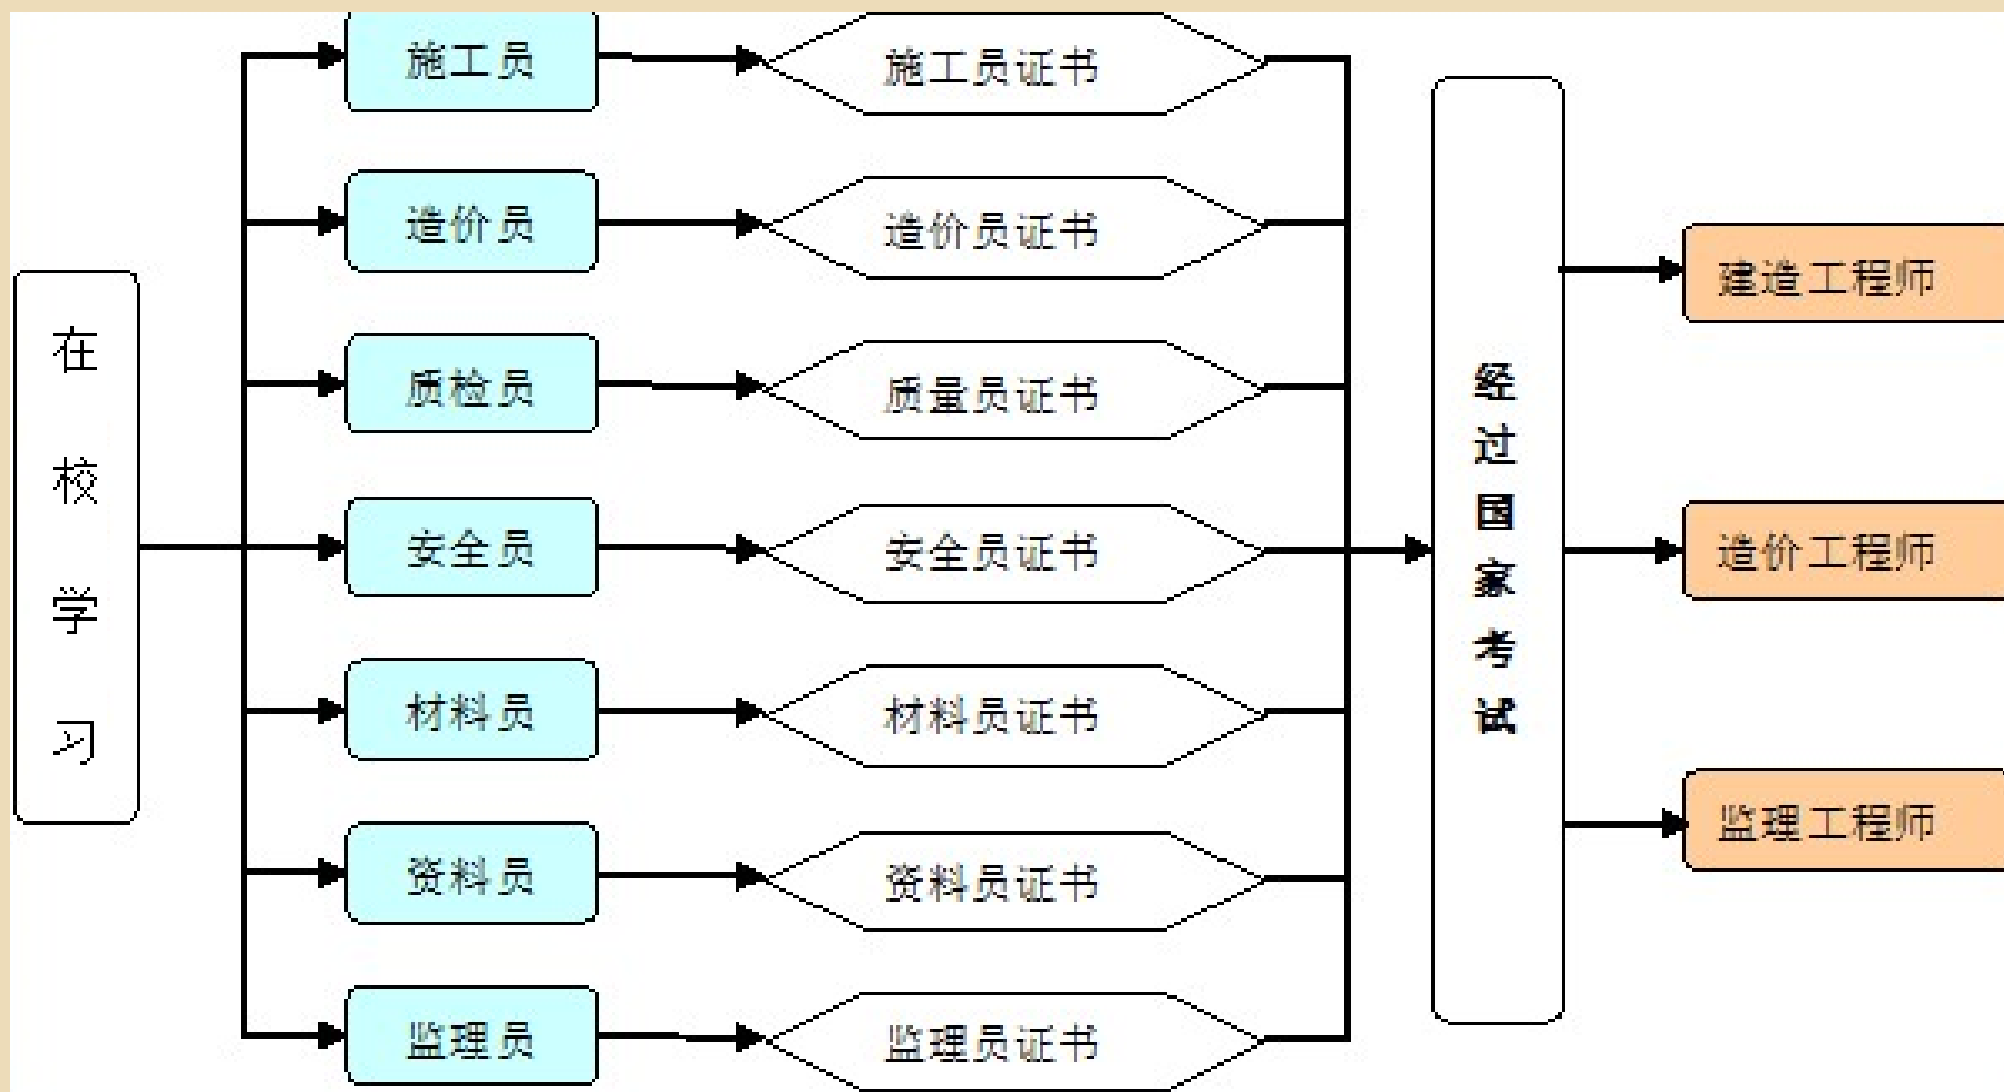 施工员
施工员证书
造价员
造价员证书
质检员
质量员证书
安全员
安全员证书
材料员
材料员证书
资料员
资料员证书
监理员
监理员证书
在校学习
经过国家考试
建造工程师
造价工程师
监理工程师